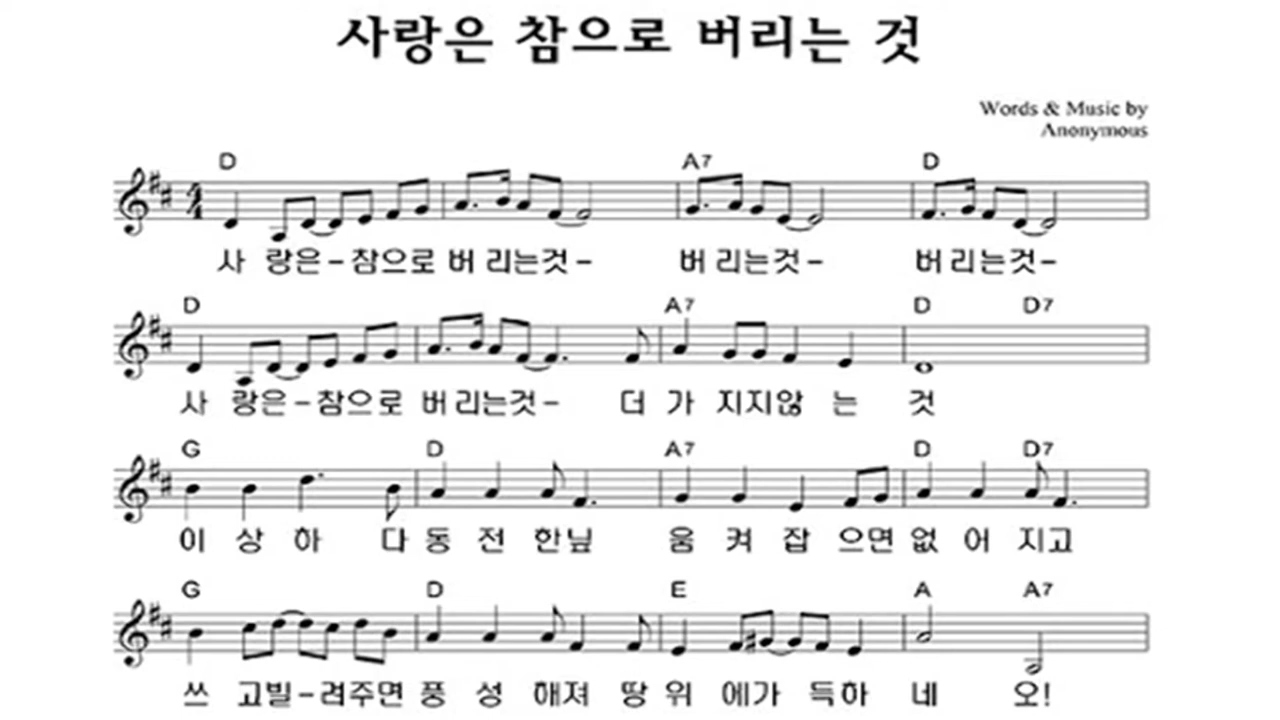 사랑은 참으로 버리는 것
Words & Music by
Anonymous
D A7 D
사 랑은-참으로 버 리는것- 버 리는것- 버 리는것-
D A7 D D7
사 랑은-참으로 버 리는것- 더 가 지지않 는 것
G D A7 D D7
이 상 하 다 동 전 한닢 움 켜 잡 으면 없 어 지고
G D E A A7
쓰 고빌-려주면 풍 성 해져 땅 위 에가 득하 네 오!